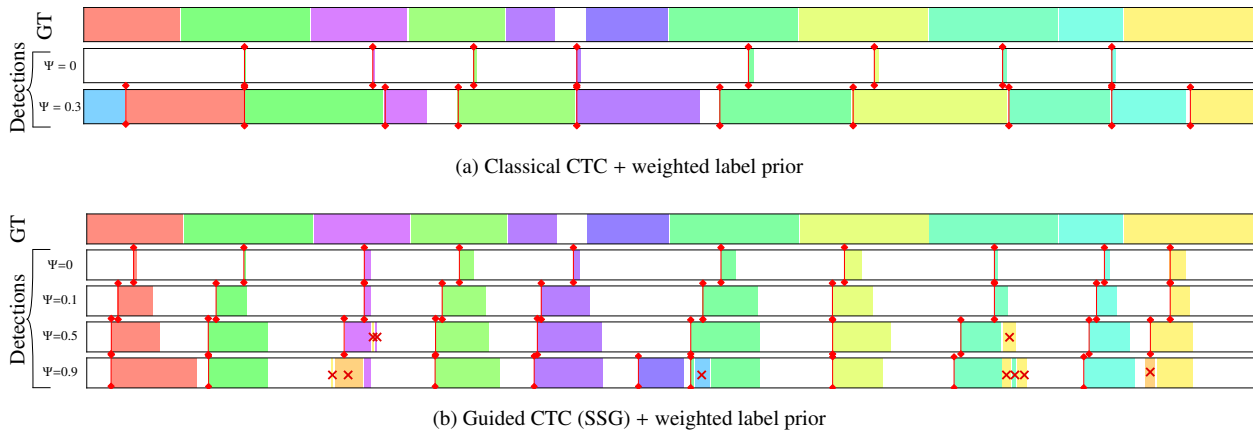 GT
Detections
Ψ = 0
Ψ = 0.3
(a) Classical CTC + weighted label prior
GT
Detections
Ψ=0
Ψ=0.1
Ψ=0.5
Ψ=0.9
(b) Guided CTC (SSG) + weighted label prior